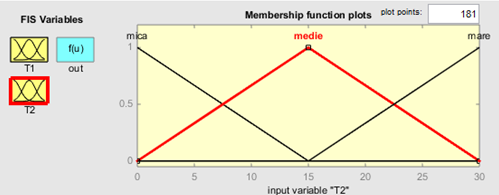 FIS Variables
Membership function plots
plot points:
181
f(u)
T1
out
T2
mica
medie
mare
1
0.5
0
0
5
10
15
20
25
30
input variable "T2"